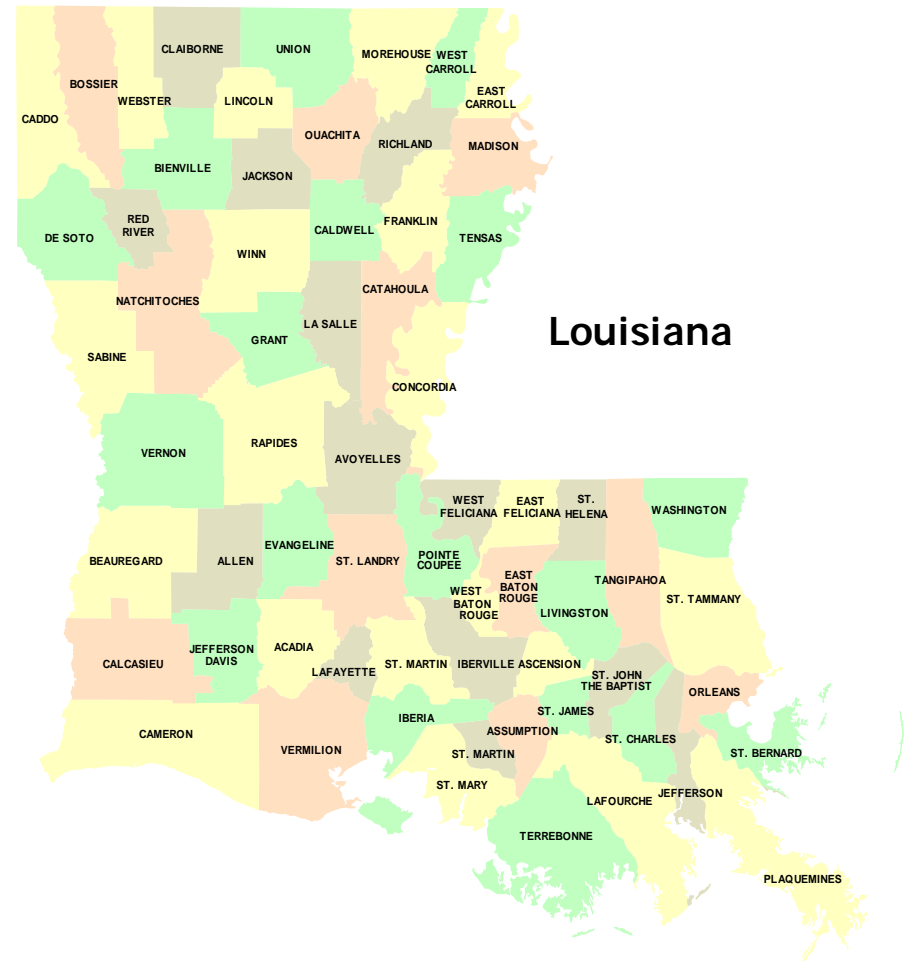 CLAIBORNE
UNION
MOREHOUSE
WEST
CARROLL
BOSSIER
WEBSTER
LINCOLN
EAST
CARROLL
CADDO
OUACHITA
RICHLAND
MADISON
BIENVILLE
JACKSON
RED
RIVER
DE SOTO
CALDWELL
FRANKLIN
TENSAS
WINN
NATCHITOCHES
CATAHOULA
LA SALLE
GRANT
Louisiana
SABINE
CONCORDIA
VERNON
RAPIDES
AVOYELLES
WEST
FELICIANA
EAST
FELICIANA
ST.
HELENA
WASHINGTON
BEAUREGARD
ALLEN
EVANGELINE
ST. LANDRY
POINTE
COUPEE
WEST
BATON
ROUGE
EAST
BATON
ROUGE
LIVINGSTON
TANGIPAHOA
ST. TAMMANY
CALCASIEU
JEFFERSON
DAVIS
ACADIA
LAFAYETTE
ST. MARTIN
IBERVILLE
ASCENSION
ST. JOHN
THE BAPTIST
ORLEANS
CAMERON
VERMILION
IBERIA
ST. MARTIN
ASSUMPTION
ST. JAMES
ST. CHARLES
ST. BERNARD
ST. MARY
LAFOURCHE
JEFFERSON
TERREBONNE
PLAQUEMINES